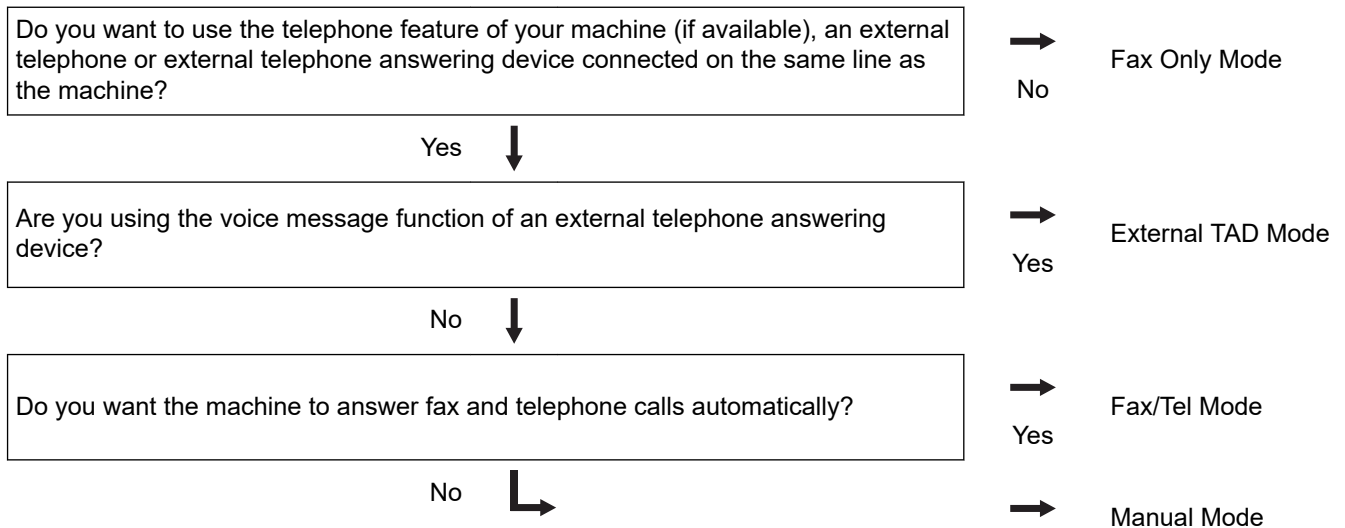 Do you want to use the telephone feature of your machine (if available), an external
telephone or external telephone answering device connected on the same line as
the machine?
No
Fax Only Mode
Yes
Are you using the voice message function of an external telephone answering
device?
Yes
External TAD Mode
No
Do you want the machine to answer fax and telephone calls automatically?
Yes
Fax/Tel Mode
No
Manual Mode